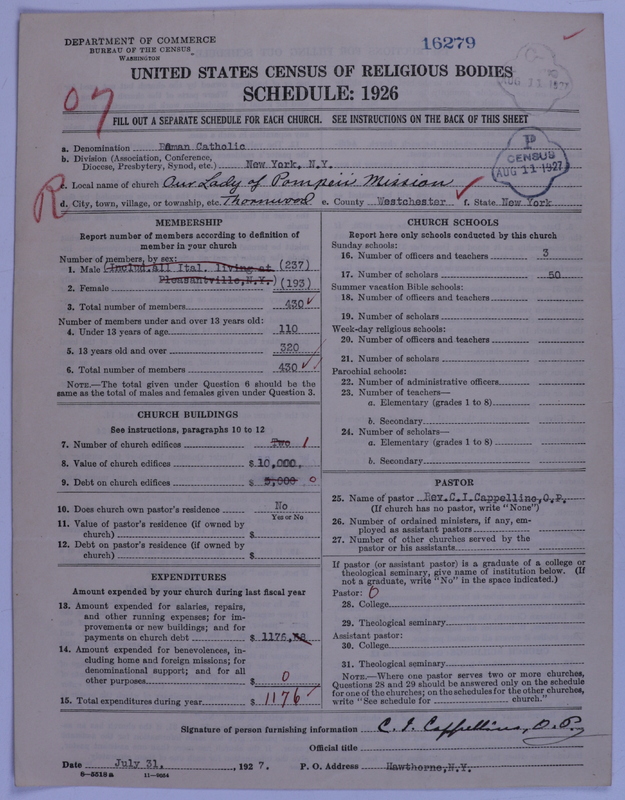 DEPARTMENT OF COMMERCE
BUREAU OF THE CENSUS
WASHINGTON
16279
UNITED STATES CENSUS OF RELIGIOUS BODIES
SCHEDULE: 1926
AUG 11 1927
07
FILL OUT A SEPARATE SCHEDULE FOR EACH CHURCH. SEE INSTRUCTIONS ON THE BACK OF THIS SHEET
P
CENSUS
AUG 11 1927
a. Denomination Roman Catholic
b. Division (Association, Conference,
Diocese, Presbytery, Synod, etc.) New York, N.Y.
R
c. Local name of church Our Lady of Pompeii Mission
d. City, town, village, or township, etc. Thornwood e. County Westchester f. State New York
MEMBERSHIP
Report number of members according to definition of
member in your church
Number of members, by sex:
1. Male (Includ. all Ital. living at (237)
Pleasantville, N.Y.)
2. Female (193)
3. Total number of members 430
Number of members under and over 13 years old:
4. Under 13 years of age 110
5. 13 years old and over 320
6. Total number of members 430
NOTE.—The total given under Question 6 should be the
same as the total of males and females given under Question 3.
CHURCH BUILDINGS
See instructions, paragraphs 10 to 12
7. Number of church edifices Two 1
8. Value of church edifices $10,000.
9. Debt on church edifices $ 5,000 0
10. Does church own pastor's residence? No
Yes or No
11. Value of pastor's residence (if owned by
church) $
12. Debt on pastor's residence (if owned by
church) $
EXPENDITURES
Amount expended by your church during last fiscal year
13. Amount expended for salaries, repairs,
and other running expenses; for im-
provements or new buildings; and for
payments on church debt $ 1175,
14. Amount expended for benevolences, in-
cluding home and foreign missions; for
denominational support; and for all
other purposes $ 0
15. Total expenditures during year $ 1176
CHURCH SCHOOLS
Report here only schools conducted by this church
Sunday schools:
16. Number of officers and teachers 3
17. Number of scholars 50
Summer vacation Bible schools:
18. Number of officers and teachers
19. Number of scholars
Week-day religious schools:
20. Number of officers and teachers
21. Number of scholars
Parochial schools:
22. Number of administrative officers
23. Number of teachers—
a. Elementary (grades 1 to 8)
b. Secondary
24. Number of scholars—
a. Elementary (grades 1 to 8)
b. Secondary
PASTOR
25. Name of pastor Rev. C.I. Cappellino, O.P.
(If church has no pastor, write "None")
26. Number of ordained ministers, if any, em-
ployed as assistant pastors
27. Number of other churches served by the
pastor or his assistants
If pastor (or assistant pastor) is a graduate of a college or
theological seminary, give name of institution below. (If
not a graduate, write "No" in the space indicated.)
Pastor: 0
28. College
29. Theological seminary
Assistant pastor:
30. College
31. Theological seminary
NOTE.—Where one pastor serves two or more churches,
Questions 28 and 29 should be answered only on the schedule
for one of the churches; on the schedules for the other churches,
write "See schedule for church."
Signature of person furnishing information C. I. Cappellino, O.P.
Official title
Date July 31, 1927. P. O. Address Hawthorne, N.Y.
8—5518a 11—9034